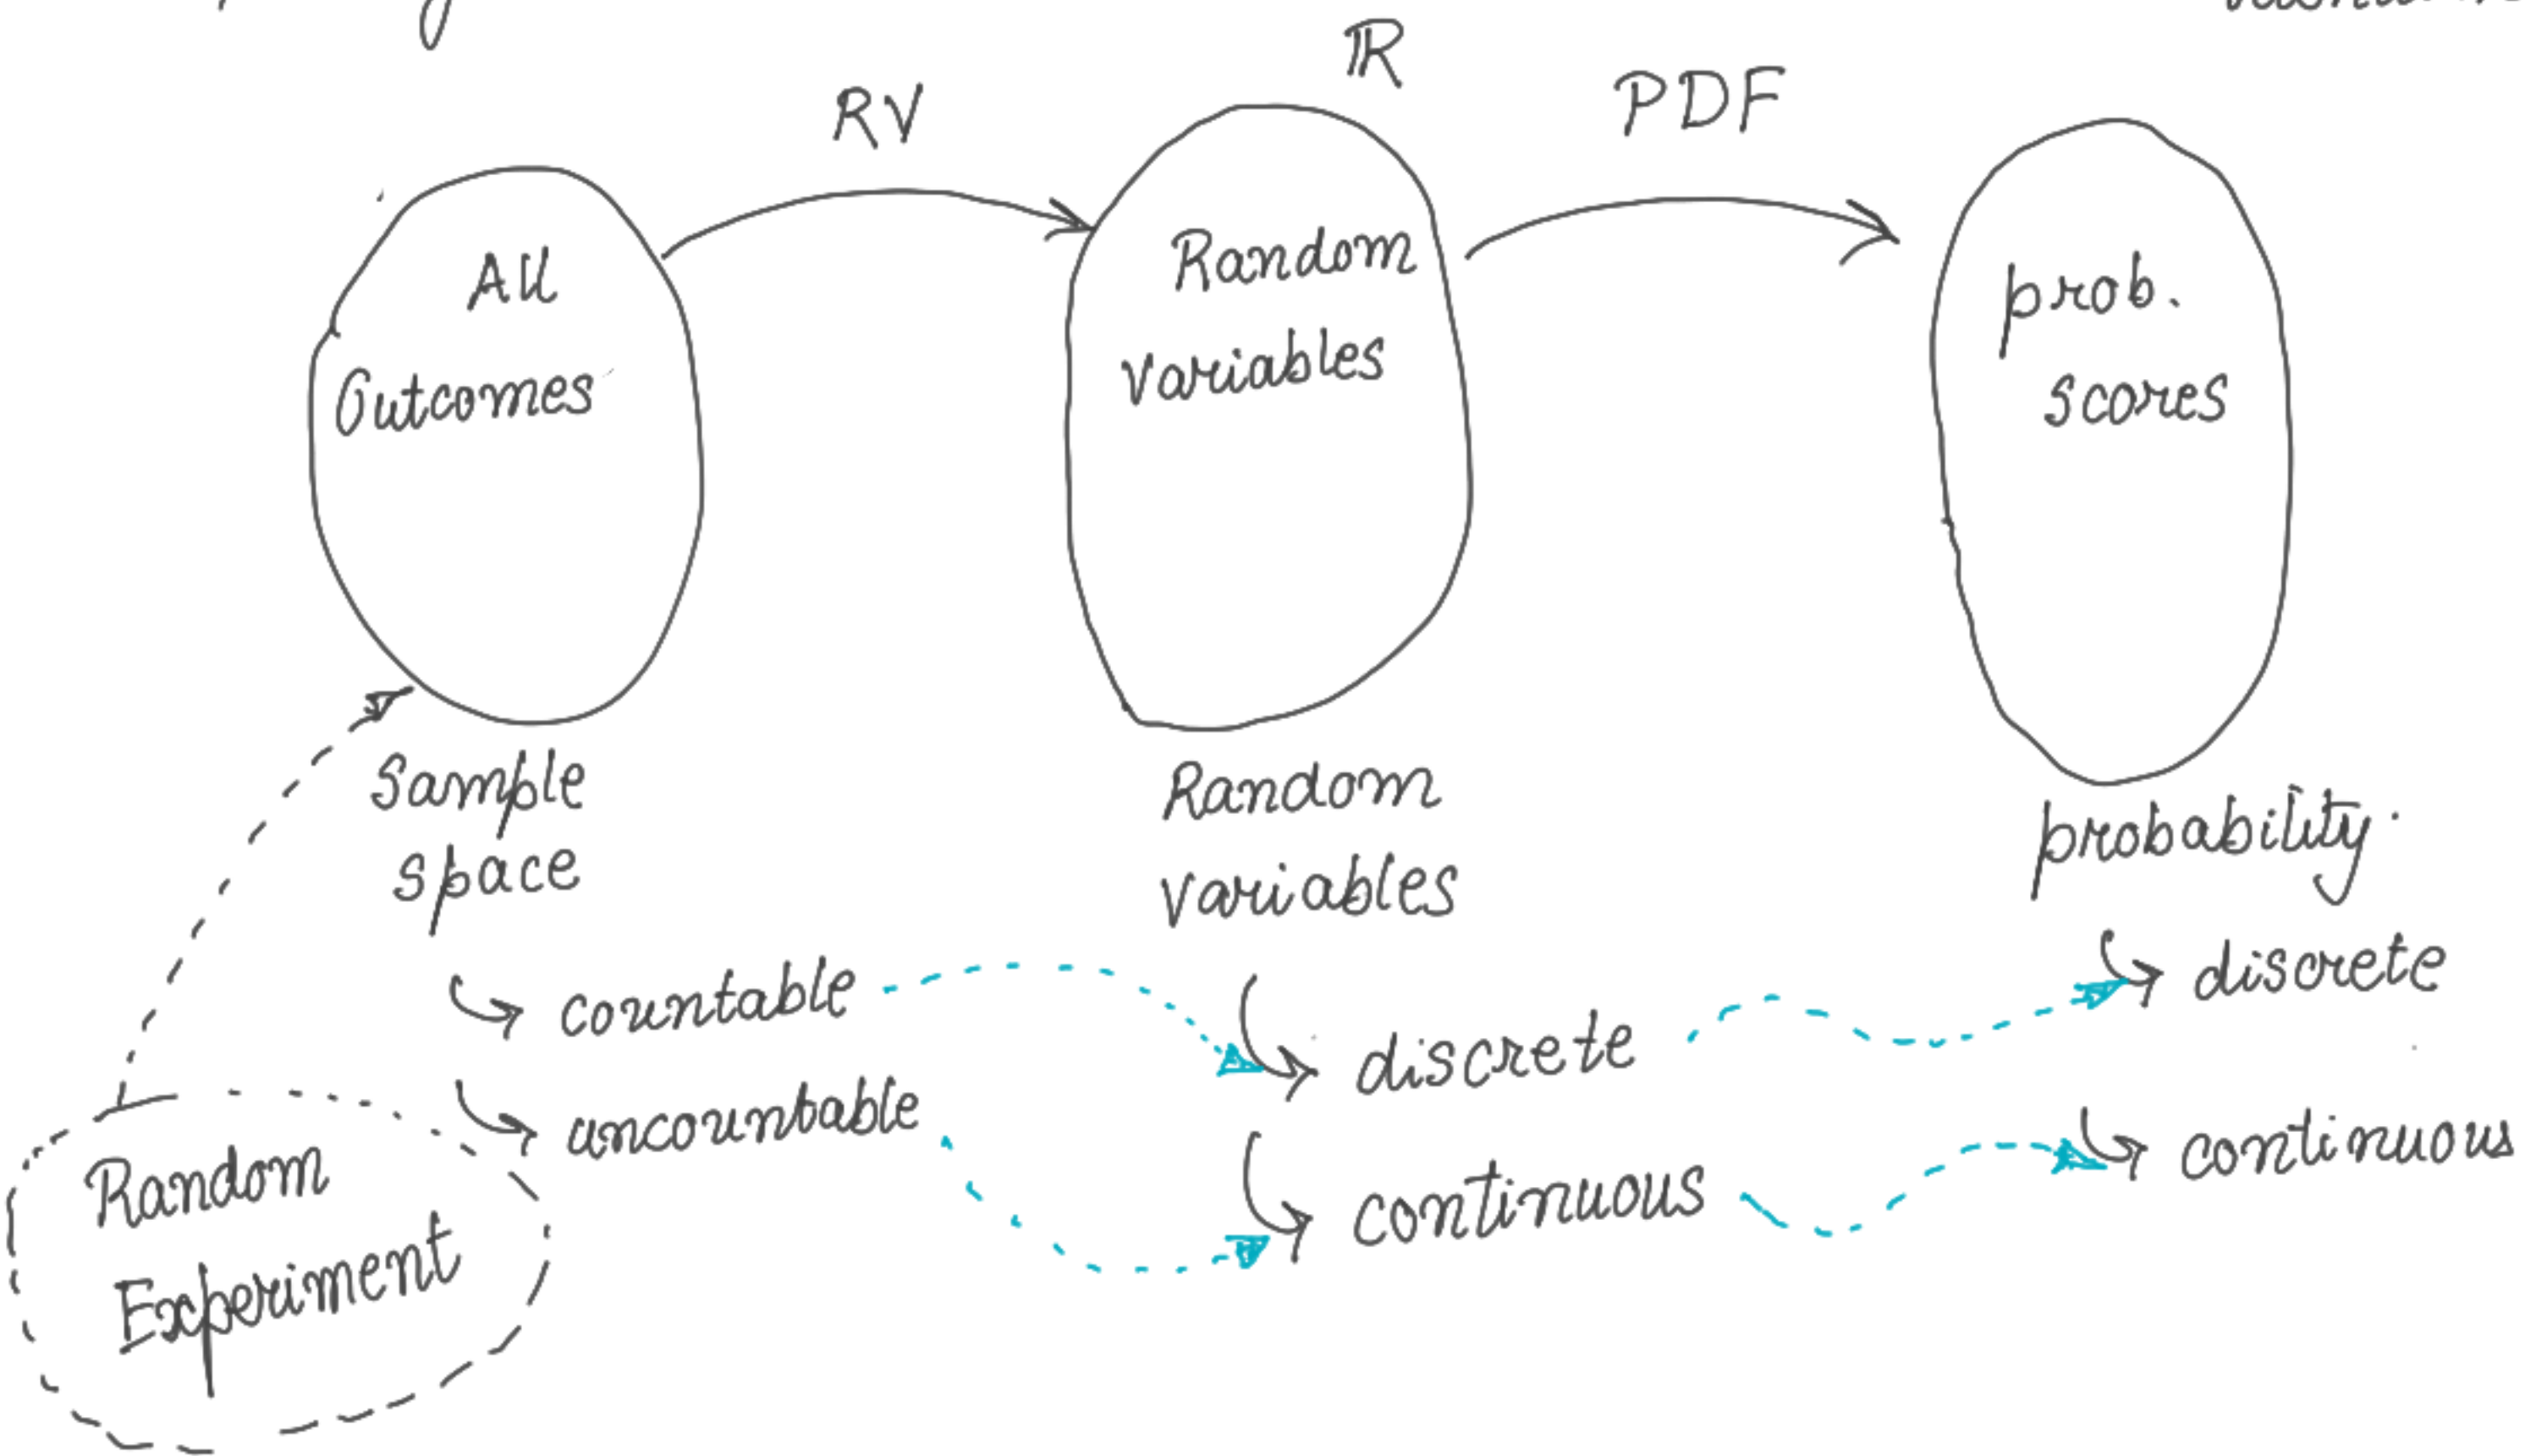 RV
ℝ
PDF
All
Outcomes
Random
Variables
prob.
scores
Sample
space
Random
variables
probability.
countable
uncountable
discrete
continuous
discrete
continuous
Random
Experiment